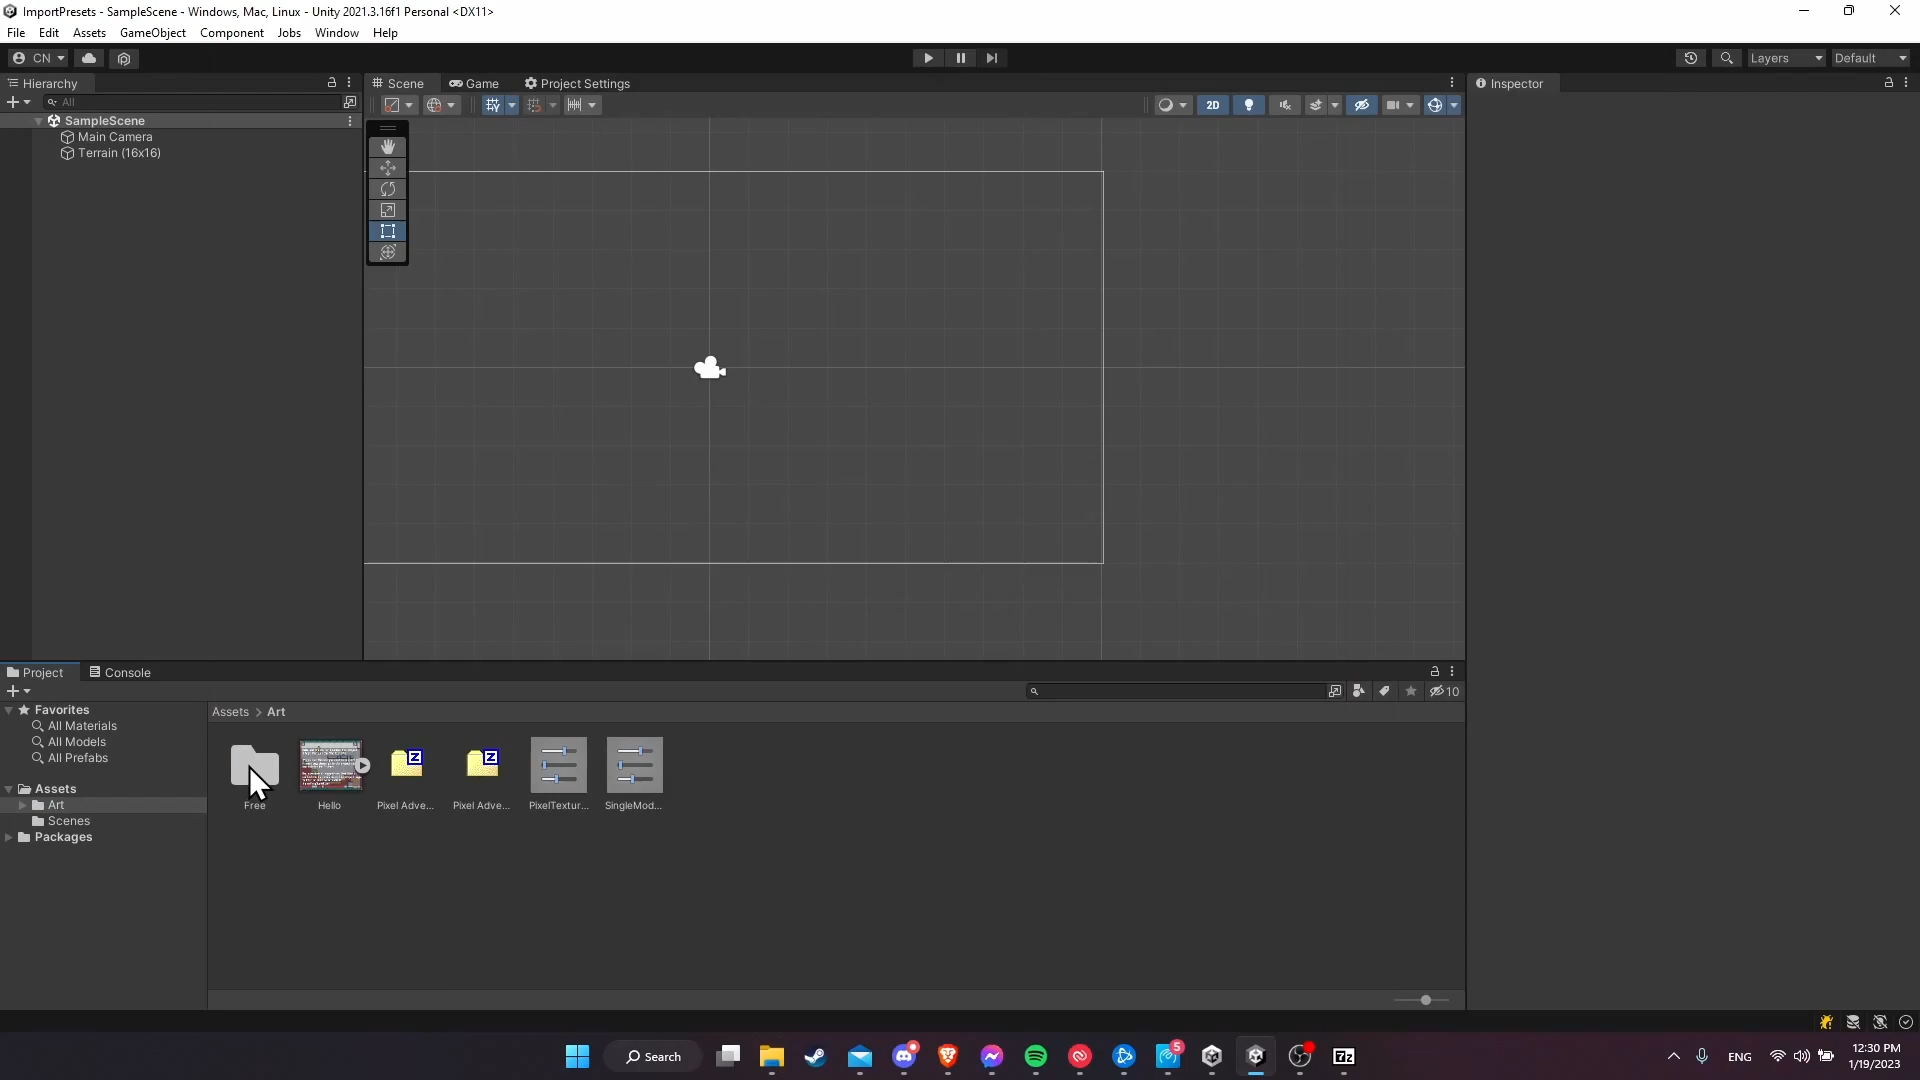 ImportPresets - SampleScene - Windows, Mac, Linux - Unity 2021.3.16f1 Personal <DX11>
File Edit Assets GameObject Component Jobs Window Help
CN
Layers
Default
Hierarchy
All
SampleScene
Main Camera
Terrain (16x16)
Scene
Game
Project Settings
2D
Inspector
Project
Console
10
Favorites
All Materials
All Models
All Prefabs
Assets
Art
Scenes
Packages
Assets > Art
Free
Hello
Pixel Adve...
Pixel Adve...
PixelTextur...
SingleMod...
Search
5
7z
ENG
12:30 PM
1/19/2023